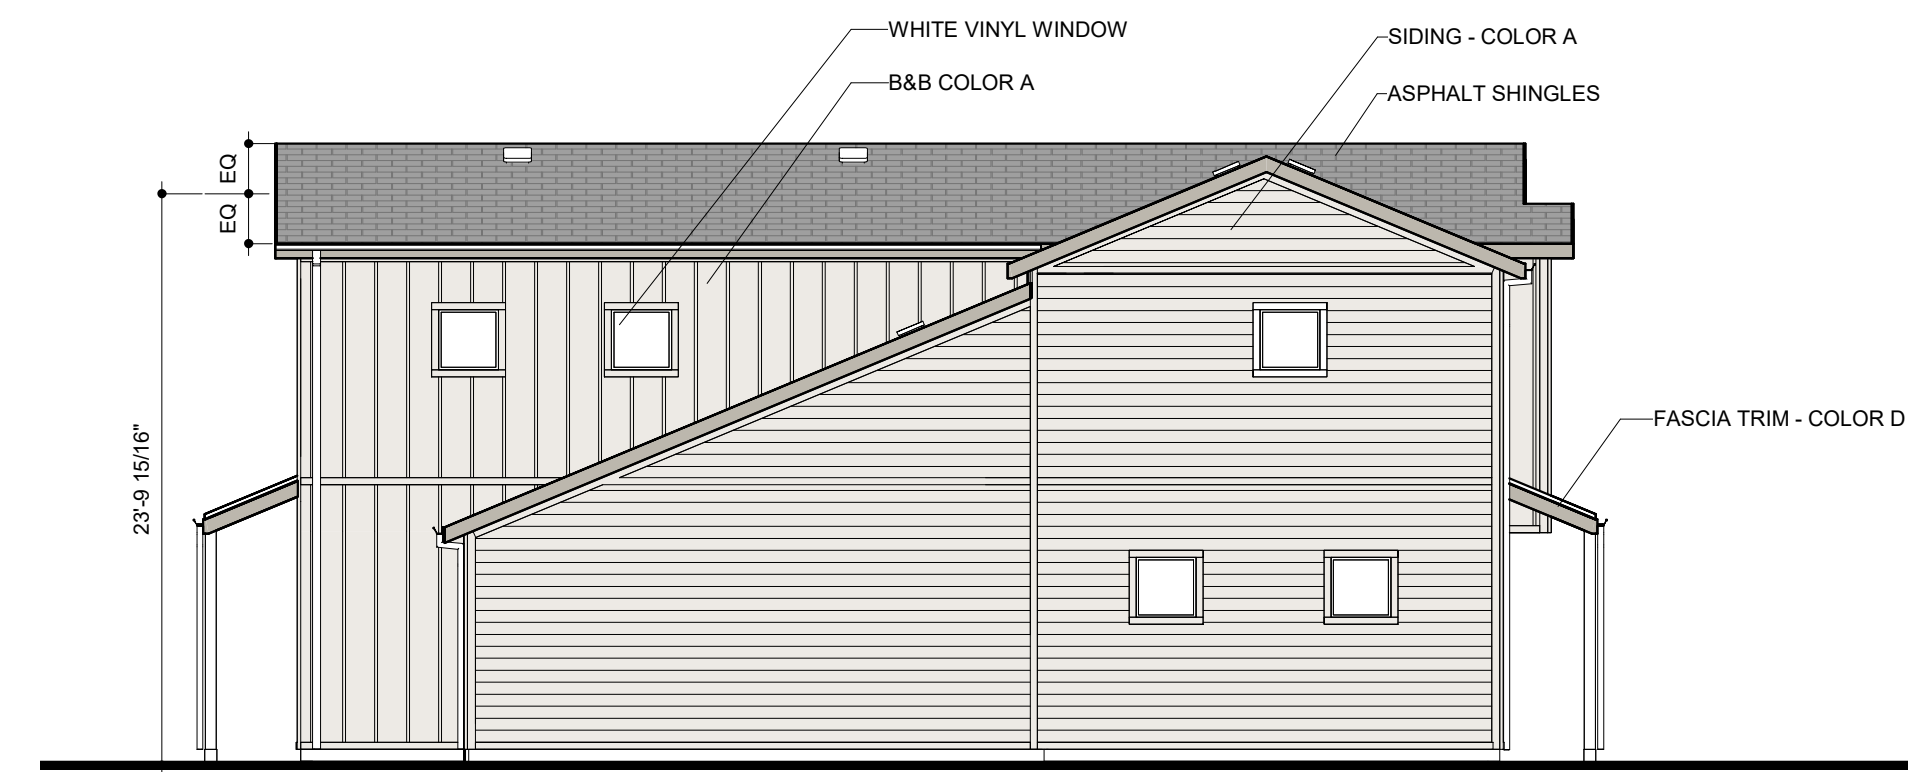 WHITE VINYL WINDOW
SIDING - COLOR A
B&B COLOR A
ASPHALT SHINGLES
EQ
EQ
FASCIA TRIM - COLOR D
23'-9 15/16"